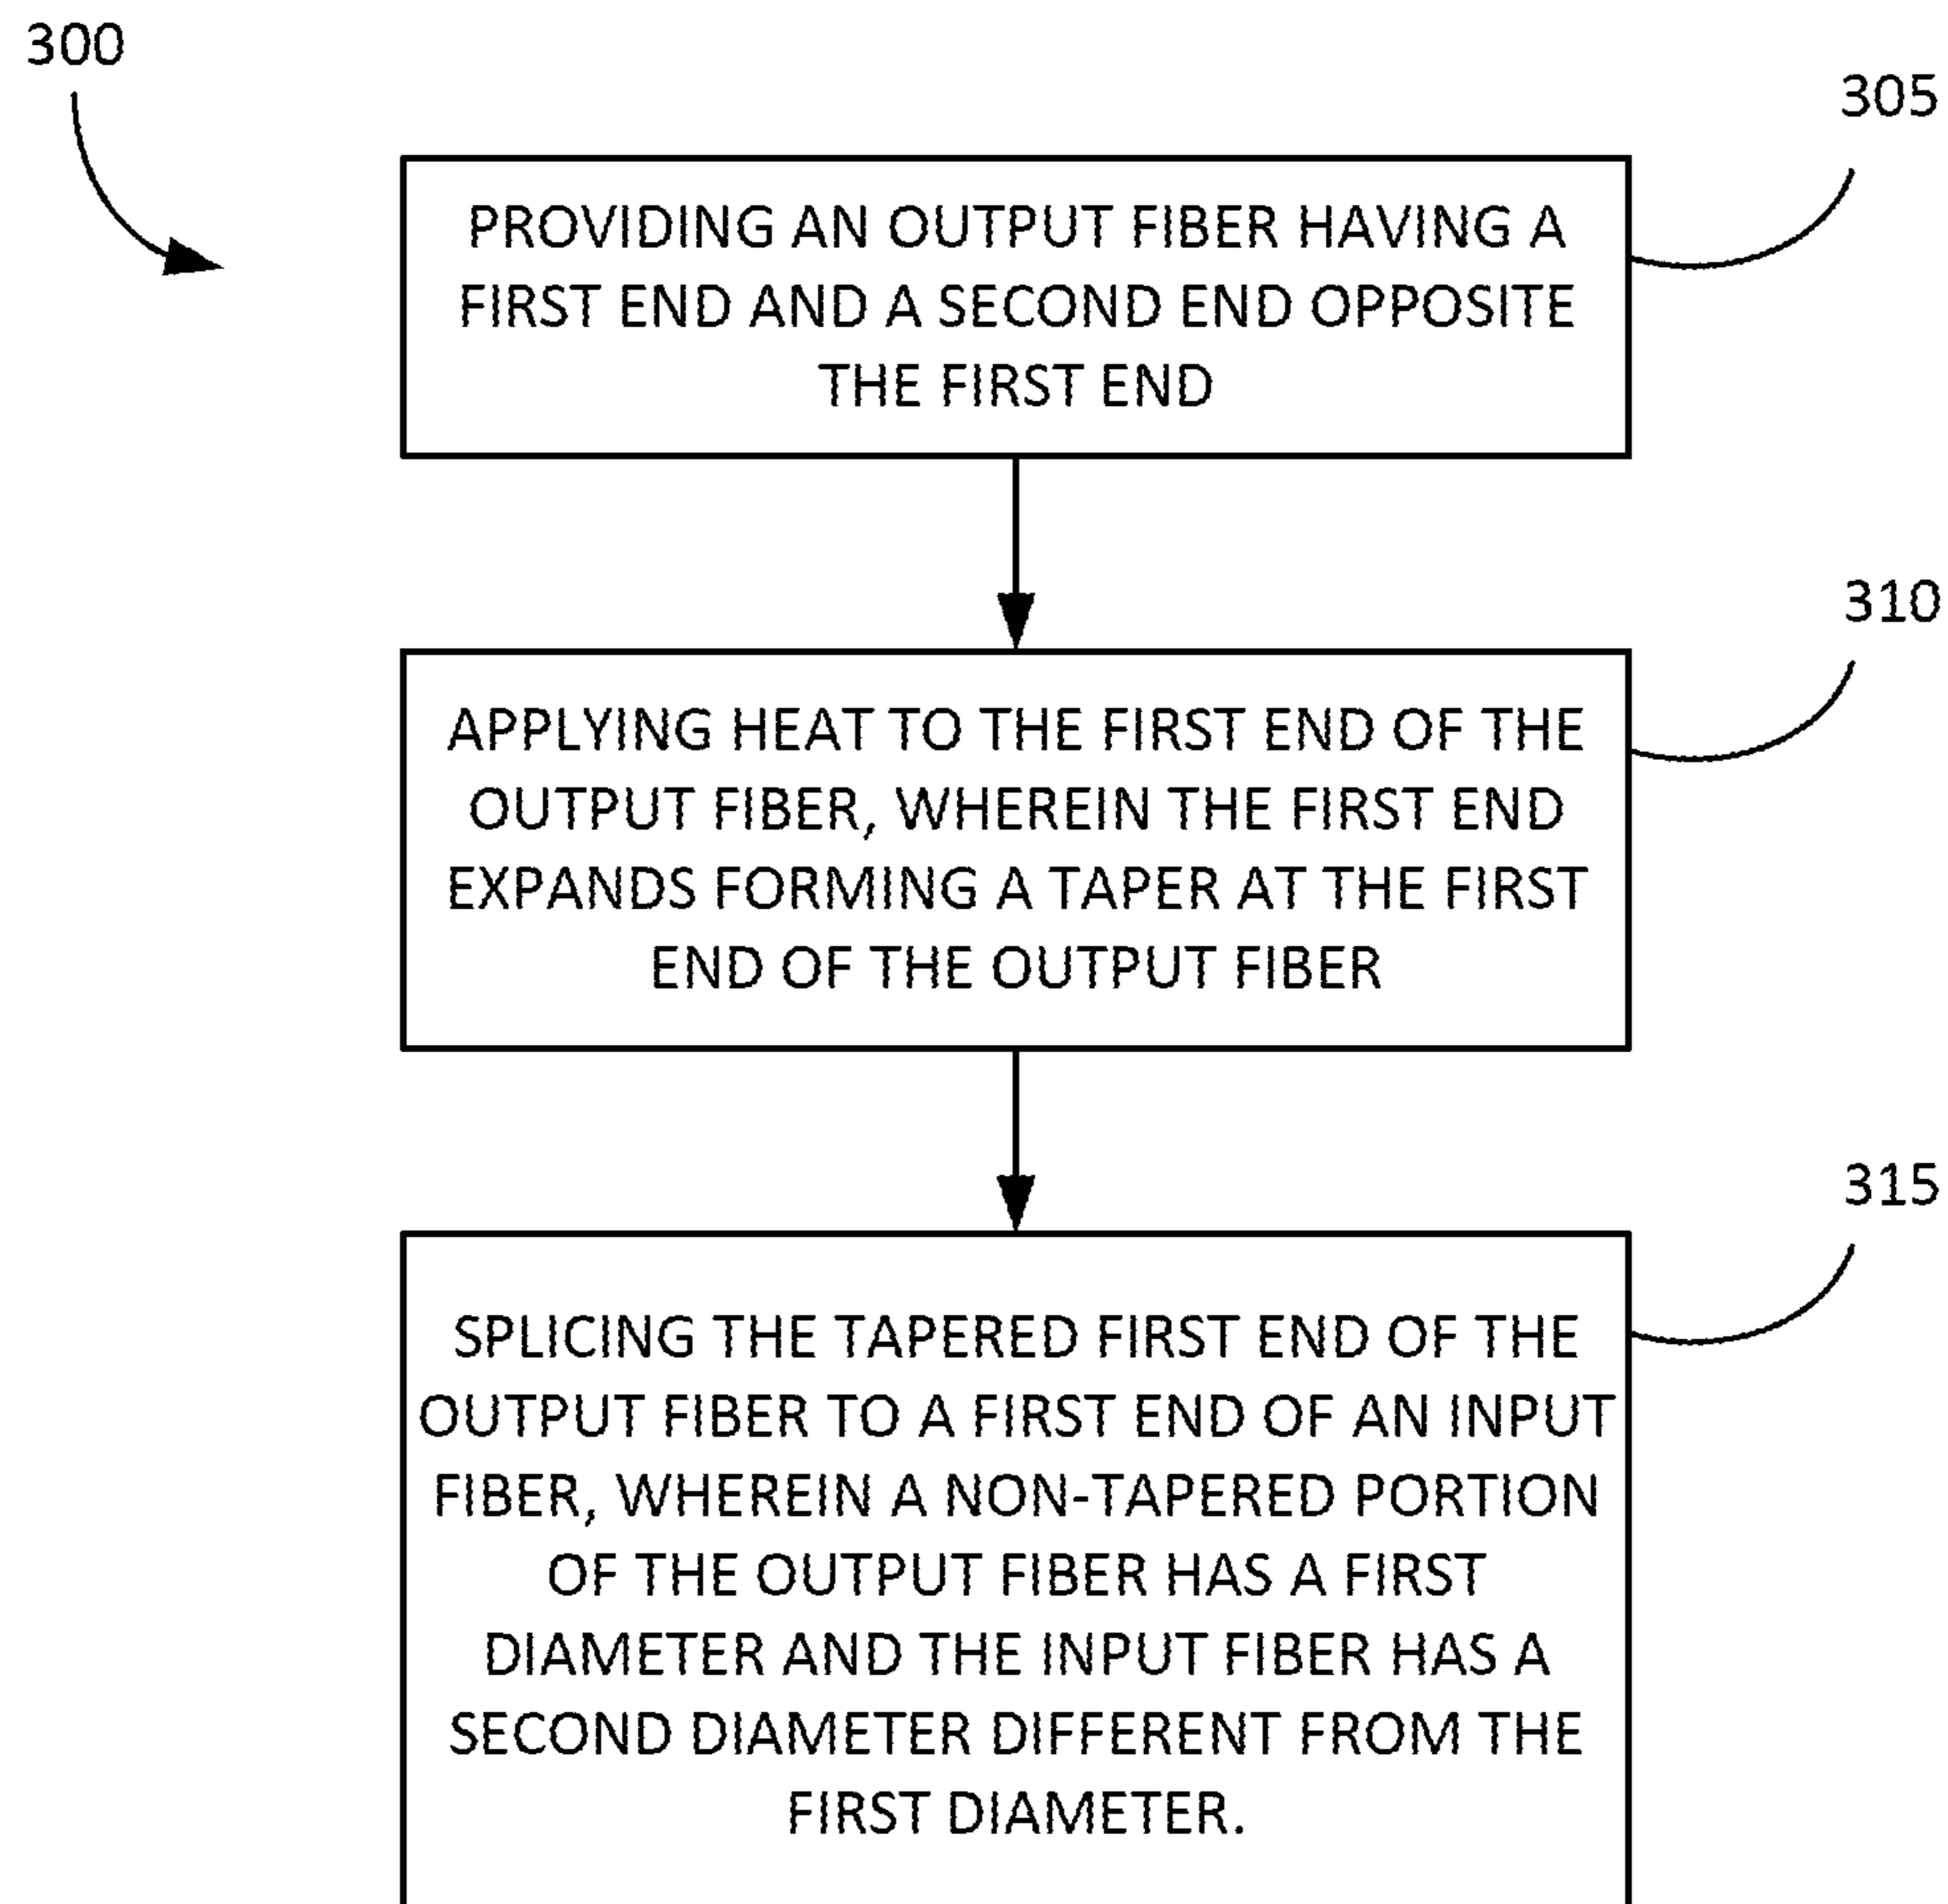 300
305
PROVIDING AN OUTPUT FIBER HAVING A
FIRST END AND A SECOND END OPPOSITE
THE FIRST END
310
APPLYING HEAT TO THE FIRST END OF THE
OUTPUT FIBER, WHEREIN THE FIRST END
EXPANDS FORMING A TAPER AT THE FIRST
END OF THE OUTPUT FIBER
315
SPLICING THE TAPERED FIRST END OF THE
OUTPUT FIBER TO A FIRST END OF AN INPUT
FIBER, WHEREIN A NON-TAPERED PORTION
OF THE OUTPUT FIBER HAS A FIRST
DIAMETER AND THE INPUT FIBER HAS A
SECOND DIAMETER DIFFERENT FROM THE
FIRST DIAMETER.